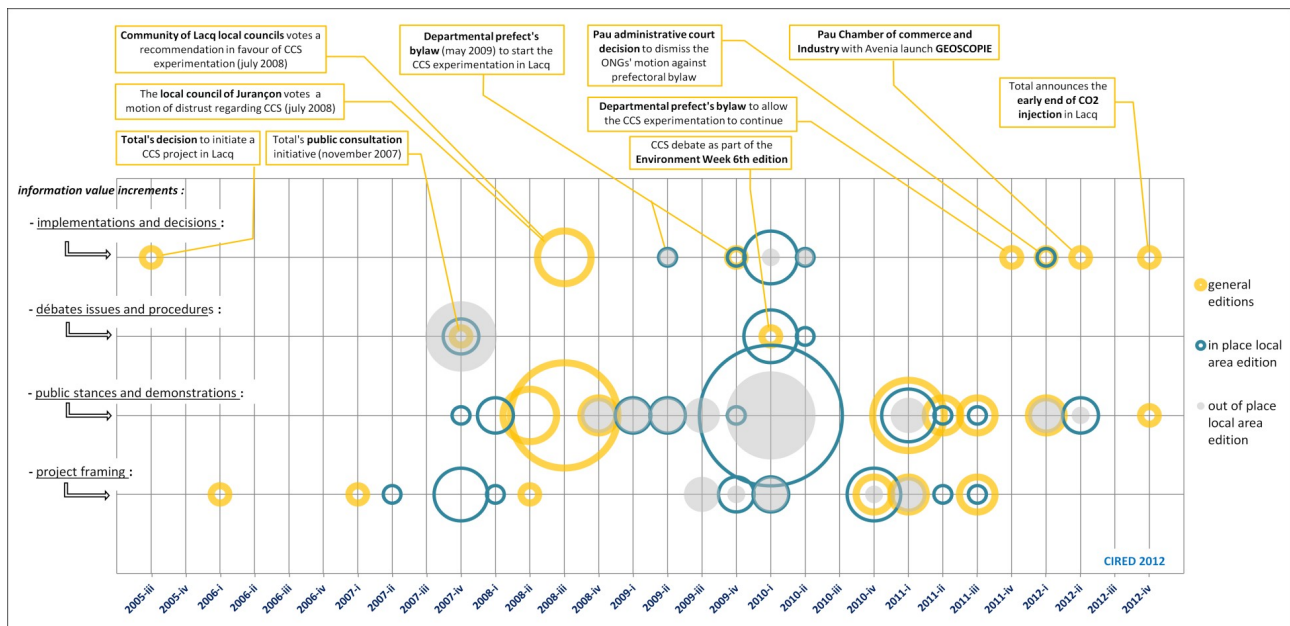 Community of Lacq local councils votes a
recommendation in favour of CCS
experimentation (july 2008)
The local council of Jurançon votes a
motion of distrust regarding CCS (july 2008)
Total's decision to initiate a
CCS project in Lacq
Total's public consultation
initiative (november 2007)
Departmental prefect's
bylaw (may 2009) to start the
CCS experimentation in Lacq
Pau administrative court
decision to dismiss the
ONGs' motion against
prefectoral bylaw
Departmental prefect's bylaw to allow
the CCS experimentation to continue
CCS debate as part of the
Environment Week 6th edition
Pau Chamber of commerce and
Industry with Avenia launch GEOSCOPIE
Total announces the
early end of CO2
injection in Lacq
information value increments :
- implementations and decisions :
- débates issues and procedures :
- public stances and demonstrations :
- project framing :
general
editions
in place local
area edition
out of place
local area
edition
CIRED 2012
2005-iii
2005-iv
2006-i
2006-ii
2006-iii
2006-iv
2007-i
2007-ii
2007-iii
2007-iv
2008-i
2008-ii
2008-iii
2008-iv
2009-i
2009-ii
2009-iii
2009-iv
2010-i
2010-ii
2010-iii
2010-iv
2011-i
2011-ii
2011-iii
2011-iv
2012-i
2012-ii
2012-iii
2012-iv